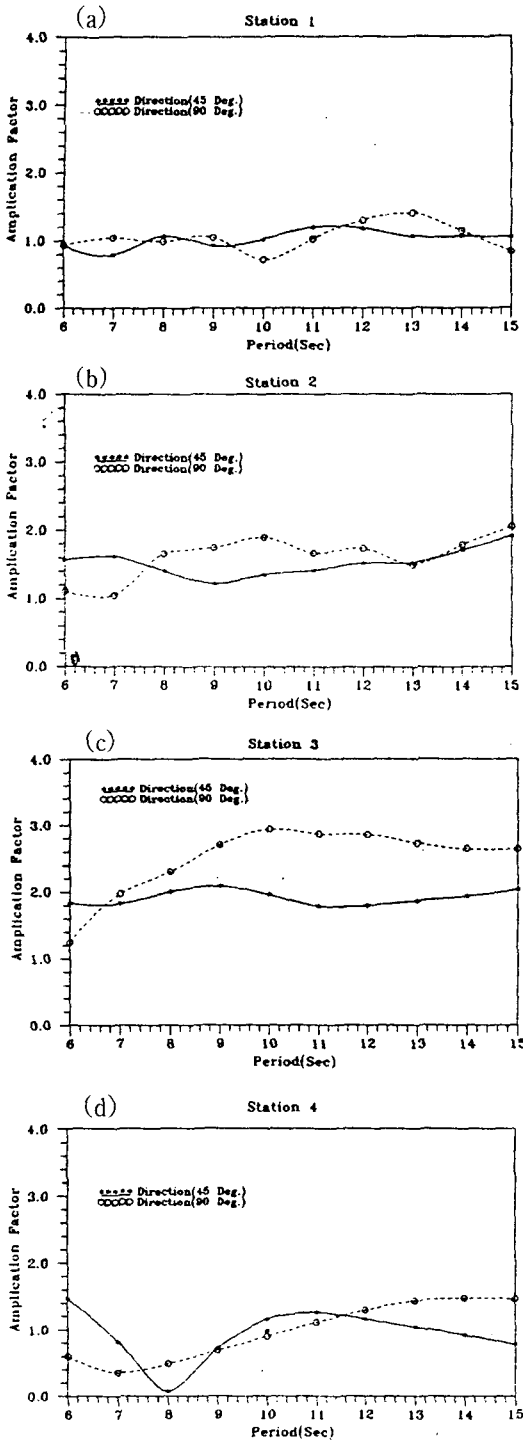 (a)
Station 1
4.0
3.0
2.0
1.0
0.0
Amplication Factor
Direction(45 Deg.)
Direction(90 Deg.)
6 7 8 9 10 11 12 13 14 15
Period(Sec)
(b)
Station 2
4.0
3.0
2.0
1.0
0.0
Amplication Factor
Direction(45 Deg.)
Direction(90 Deg.)
6 7 8 9 10 11 12 13 14 15
Period(Sec)
(c)
Station 3
4.0
3.0
2.0
1.0
0.0
Amplication Factor
Direction(45 Deg.)
Direction(90 Deg.)
6 7 8 9 10 11 12 13 14 15
Period(Sec)
(d)
Station 4
4.0
3.0
2.0
1.0
0.0
Amplication Factor
Direction(45 Deg.)
Direction(90 Deg.)
6 7 8 9 10 11 12 13 14 15
Period(Sec)